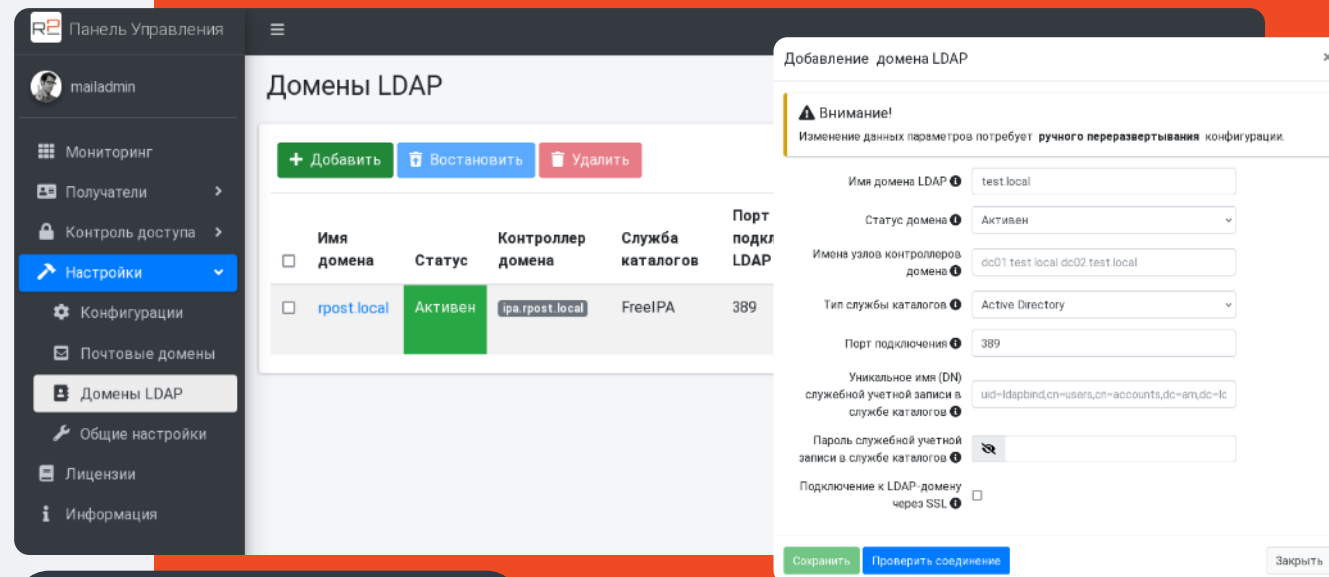 R2 Панель Управления
mailadmin
Мониторинг
Получатели
Контроль доступа
Настройки
Конфигурации
Почтовые домены
Домены LDAP
Общие настройки
Лицензии
Информация
Домены LDAP
Добавить
Востановить
Удалить
Имя домена
Статус
Контроллер домена
Служба каталогов
Порт
LDAP
rpost.local
Активен
ipa.rpost.local
FreeIPA
389
Добавление домена LDAP
Внимание!
Изменение данных параметров потребует ручного переразвертывания конфигурации.
Имя домена LDAP
test.local
Статус домена
Активен
Имена узлов контроллеров
домена
dc01.test.local dc02.test.local
Тип службы каталогов
Active Directory
Порт подключения
389
Уникальное имя (DN)
служебной учетной записи в
службе каталогов
uid=ldapbind,cn=users,cn=accounts,dc=am,dc=lc
Пароль служебной учетной
записи в службе каталогов
Подключение к LDAP-домену
через SSL
Сохранить
Проверить соединение
Закрыть